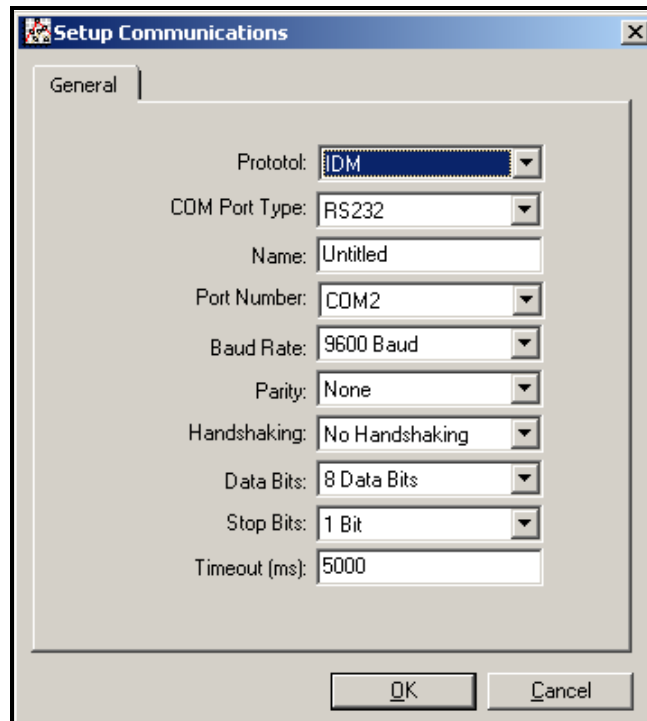 Setup Communications
General
Prototol: IDM
COM Port Type: RS232
Name: Untitled
Port Number: COM2
Baud Rate: 9600 Baud
Parity: None
Handshaking: No Handshaking
Data Bits: 8 Data Bits
Stop Bits: 1 Bit
Timeout (ms): 5000
OK Cancel